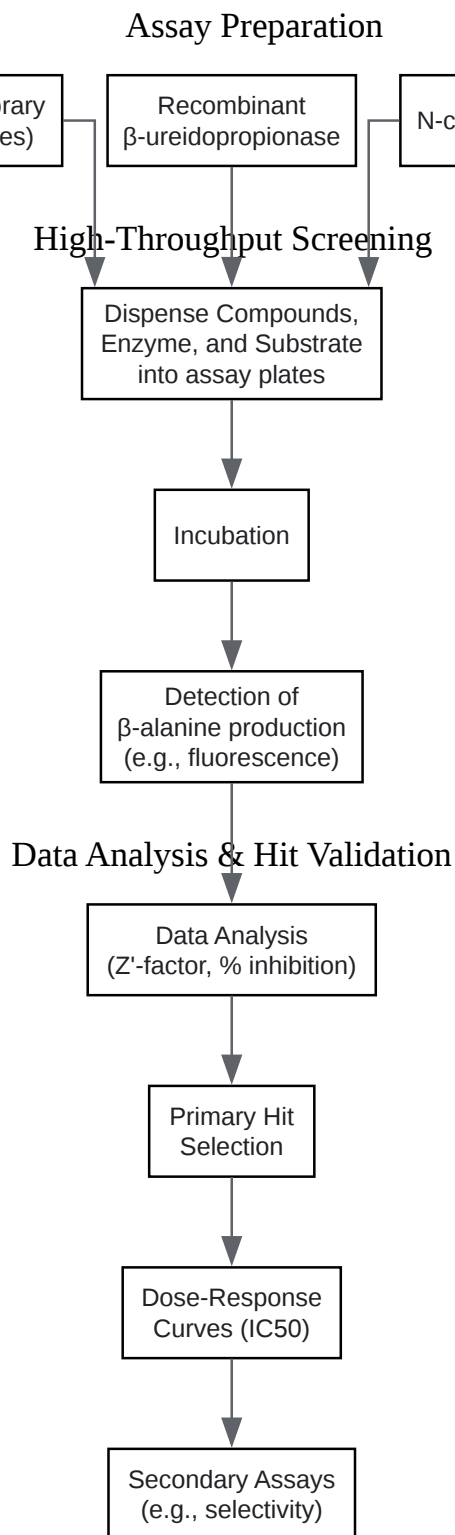 Assay Preparation
Recombinant
β-ureidopropionase
High-Throughput Screening
Dispense Compounds,
Enzyme, and Substrate
into assay plates
Incubation
Detection of
β-alanine production
(e.g., fluorescence)
Data Analysis & Hit Validation
Data Analysis
(Z'-factor, % inhibition)
Primary Hit
Selection
Dose-Response
Curves (IC50)
Secondary Assays
(e.g., selectivity)